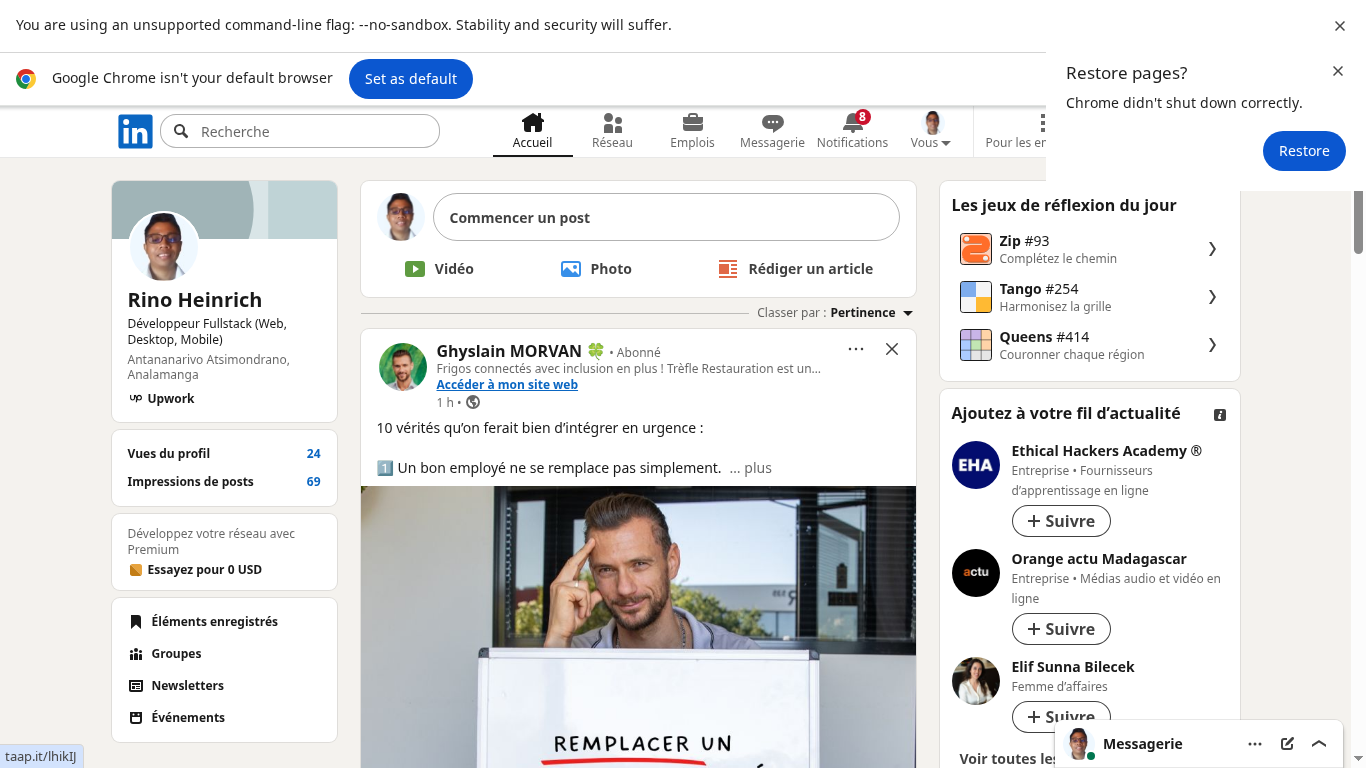 You are using an unsupported command-line flag: --no-sandbox. Stability and security will suffer.
Google Chrome isn't your default browser
Set as default
Restore pages?
Chrome didn't shut down correctly.
Restore
in
Recherche
Accueil
Réseau
Emplois
Messagerie
8
Notifications
Vous
Pour les en
Rino Heinrich
Développeur Fullstack (Web,
Desktop, Mobile)
Antananarivo Atsimondrano,
Analamanga
up Upwork
Vues du profil 24
Impressions de posts 69
Développez votre réseau avec
Premium
Essayez pour 0 USD
Éléments enregistrés
Groupes
Newsletters
Événements
Commencer un post
Vidéo
Photo
Rédiger un article
Classer par : Pertinence
Ghyslain MORVAN 🍀 • Abonné
Frigos connectés avec inclusion en plus ! Trèfle Restauration est un...
Accéder à mon site web
1 h •
10 vérités qu’on ferait bien d’intégrer en urgence :
1️⃣ Un bon employé ne se remplace pas simplement. ... plus
REMPLACER UN
Les jeux de réflexion du jour
Zip #93
Complétez le chemin
Tango #254
Harmonisez la grille
Queens #414
Couronner chaque région
Ajoutez à votre fil d’actualité
EHA
Ethical Hackers Academy ®
Entreprise • Fournisseurs
d’apprentissage en ligne
+ Suivre
actu
Orange actu Madagascar
Entreprise • Médias audio et vidéo en
ligne
+ Suivre
Elif Sunna Bilecek
Femme d’affaires
+ Suivre
Voir toutes les
Messagerie
taap.it/lhikIJ